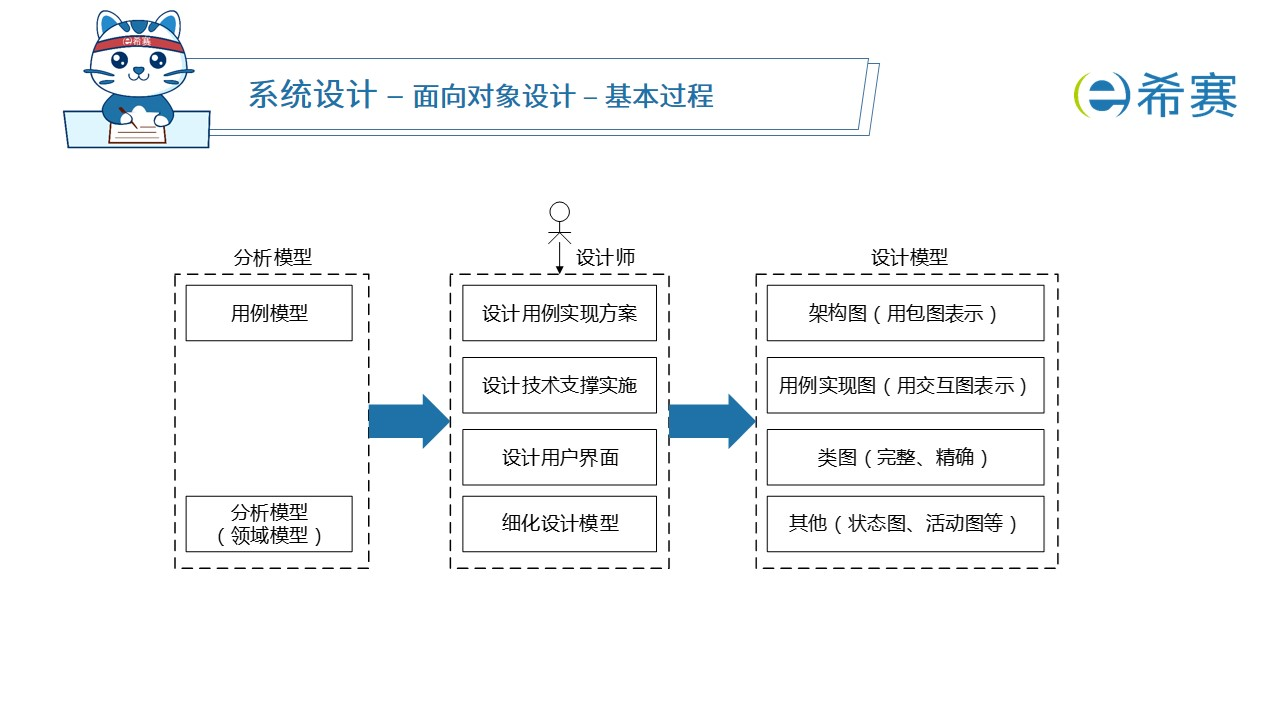 希赛
系统设计 – 面向对象设计 – 基本过程
希赛
分析模型
用例模型
分析模型
（领域模型）
设计师
设计用例实现方案
设计技术支撑实施
设计用户界面
细化设计模型
设计模型
架构图（用包图表示）
用例实现图（用交互图表示）
类图（完整、精确）
其他（状态图、活动图等）